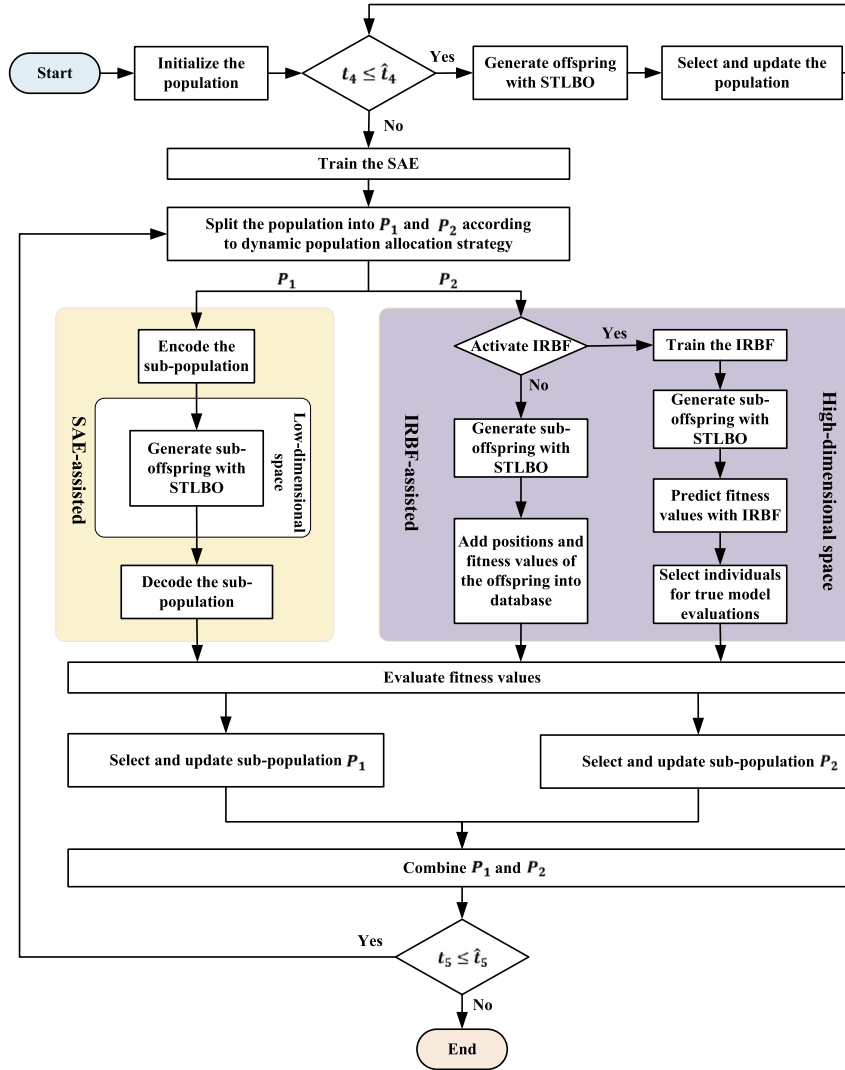 Start
Initialize the
population
t₄ ≤ t̂₄
Yes
Generate offspring
with STLBO
Select and update the
population
No
Train the SAE
Split the population into P₁ and P₂ according
to dynamic population allocation strategy
P₁
P₂
Encode the
sub-population
Generate sub-
offspring with
STLBO
Low-dimensional
space
SAE-assisted
Decode the sub-
population
Activate IRBF
Yes
No
Generate sub-
offspring with
STLBO
Add positions and
fitness values of
the offspring into
database
IRBF-assisted
Train the IRBF
Generate sub-
offspring with
STLBO
Predict fitness
values with IRBF
Select individuals
for true model
evaluations
High-dimensional space
Evaluate fitness values
Select and update sub-population P₁
Select and update sub-population P₂
Combine P₁ and P₂
Yes
t₅ ≤ t̂₅
No
End